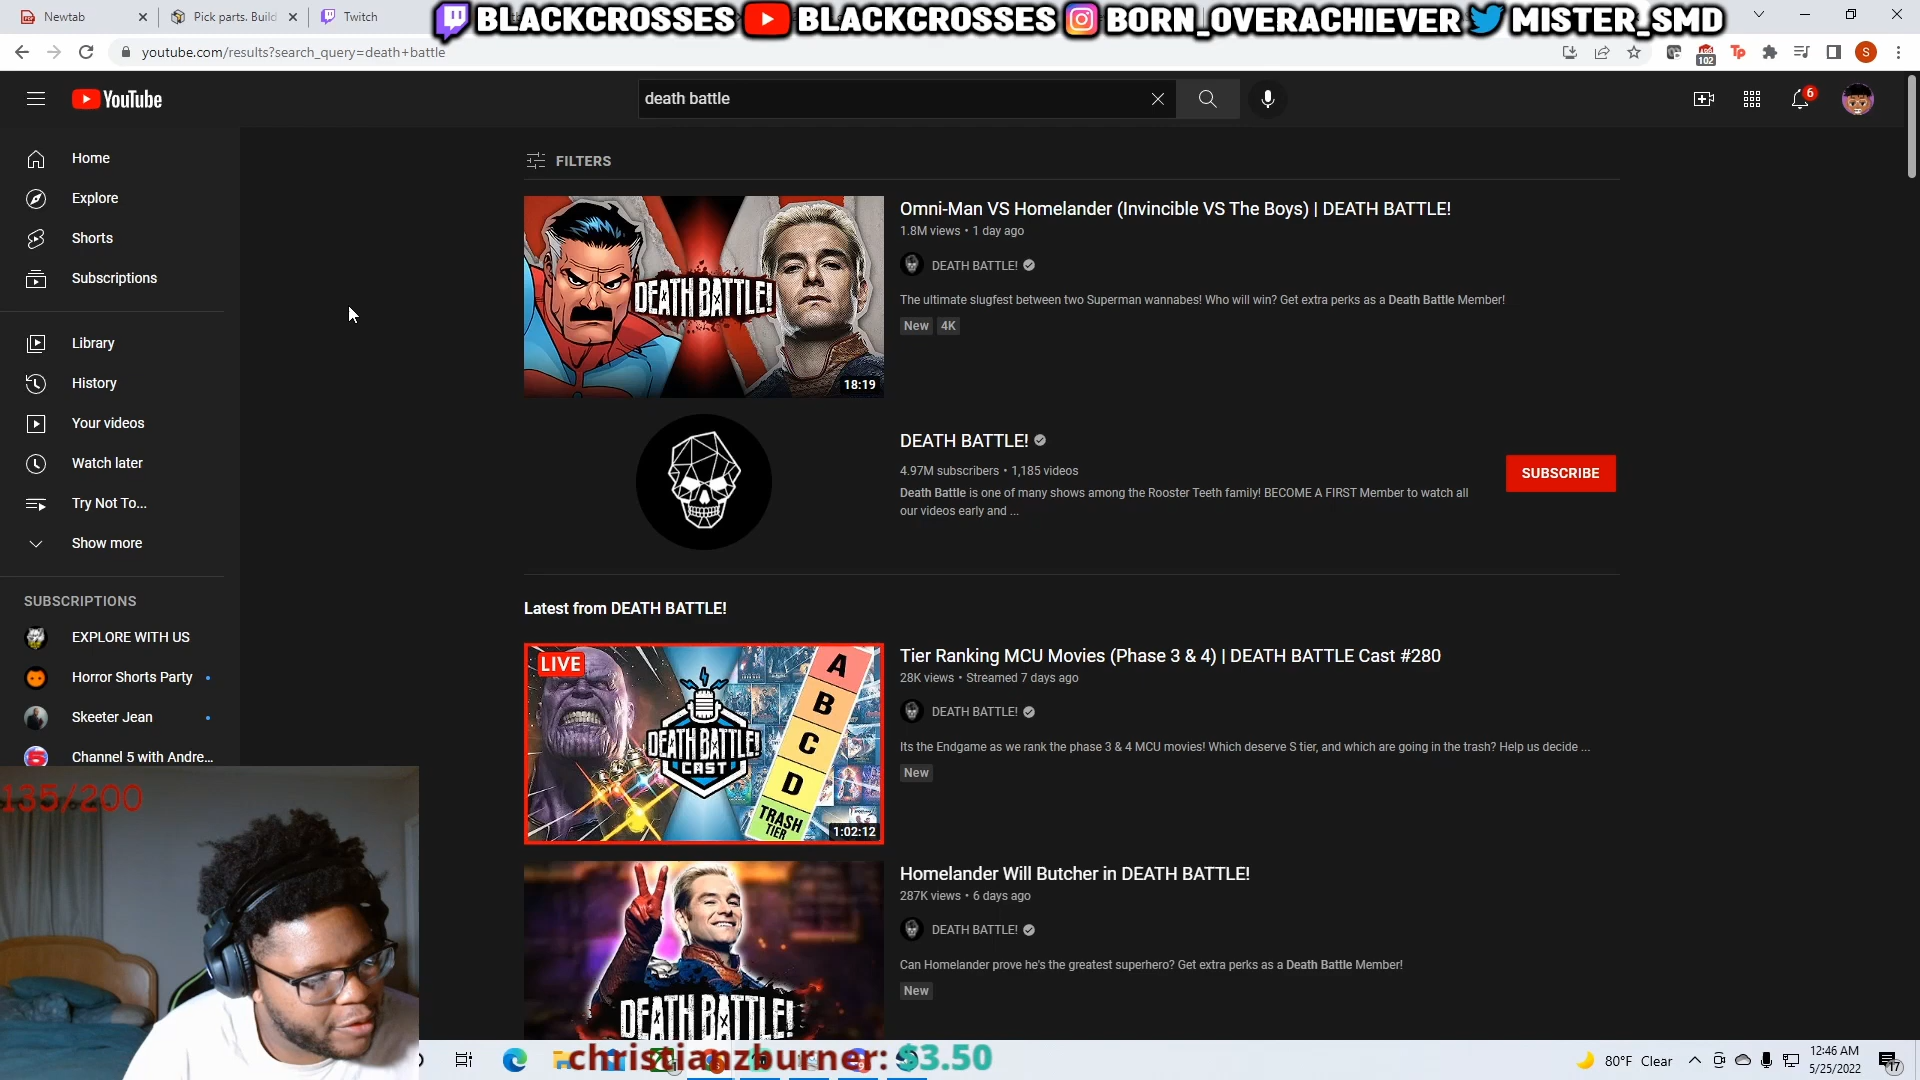 Newtab
Pick parts. Build
Twitch
BLACKCROSSES BLACKCROSSES BORN_OVERACHIEVER MISTER_SMD
youtube.com/results?search_query=death+battle
102
S
YouTube
death battle
6
Home
Explore
Shorts
Subscriptions
Library
History
Your videos
Watch later
Try Not To...
Show more
SUBSCRIPTIONS
EXPLORE WITH US
Horror Shorts Party
Skeeter Jean
Channel 5 with Andre...
135/200
FILTERS
DEATH BATTLE!
18:19
Omni-Man VS Homelander (Invincible VS The Boys) | DEATH BATTLE!
1.8M views • 1 day ago
DEATH BATTLE!
The ultimate slugfest between two Superman wannabes! Who will win? Get extra perks as a Death Battle Member!
New 4K
DEATH BATTLE!
4.97M subscribers • 1,185 videos
Death Battle is one of many shows among the Rooster Teeth family! BECOME A FIRST Member to watch all
our videos early and ...
SUBSCRIBE
Latest from DEATH BATTLE!
LIVE
DEATH BATTLE!
CAST
A
B
C
D
TRASH
TIER
1:02:12
Tier Ranking MCU Movies (Phase 3 & 4) | DEATH BATTLE Cast #280
28K views • Streamed 7 days ago
DEATH BATTLE!
Its the Endgame as we rank the phase 3 & 4 MCU movies! Which deserve S tier, and which are going in the trash? Help us decide ...
New
DEATH BATTLE!
Homelander Will Butcher in DEATH BATTLE!
287K views • 6 days ago
DEATH BATTLE!
Can Homelander prove he's the greatest superhero? Get extra perks as a Death Battle Member!
New
christianzburner: $3.50
80°F Clear
12:46 AM
5/25/2022
17